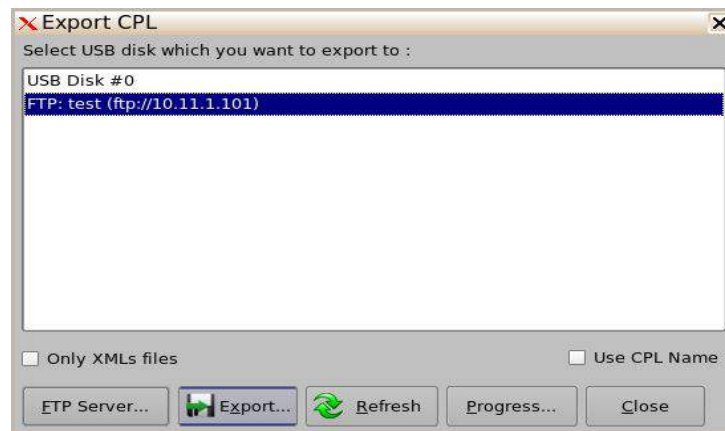 Export CPL
Select USB disk which you want to export to :
USB Disk #0
FTP: test (ftp://10.11.1.101)
Only XMLs files
Use CPL Name
FTP Server...
Export...
Refresh
Progress...
Close